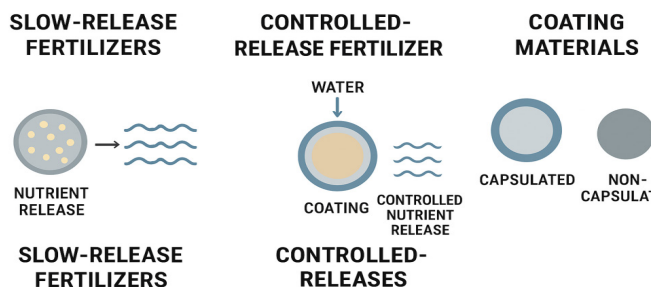 SLOW-RELEASE
FERTILIZERS
NUTRIENT
RELEASE
SLOW-RELEASE
FERTILIZERS
CONTROLLED-
RELEASE FERTILIZER
WATER
COATING
CONTROLLED
NUTRIENT
RELEASE
CONTROLLED-
RELEASES
COATING
MATERIALS
CAPSULATED
NON-